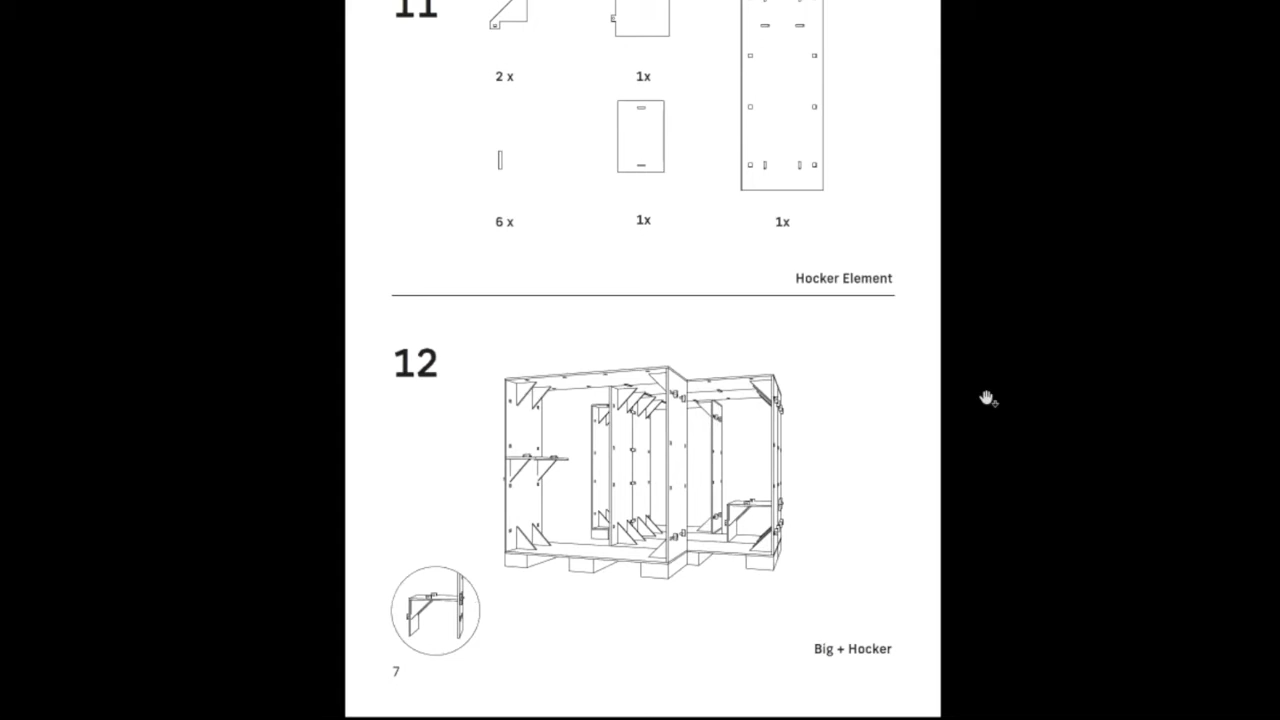 11
2 x
1x
6 x
1x
1x
Hocker Element
12
Big + Hocker
7